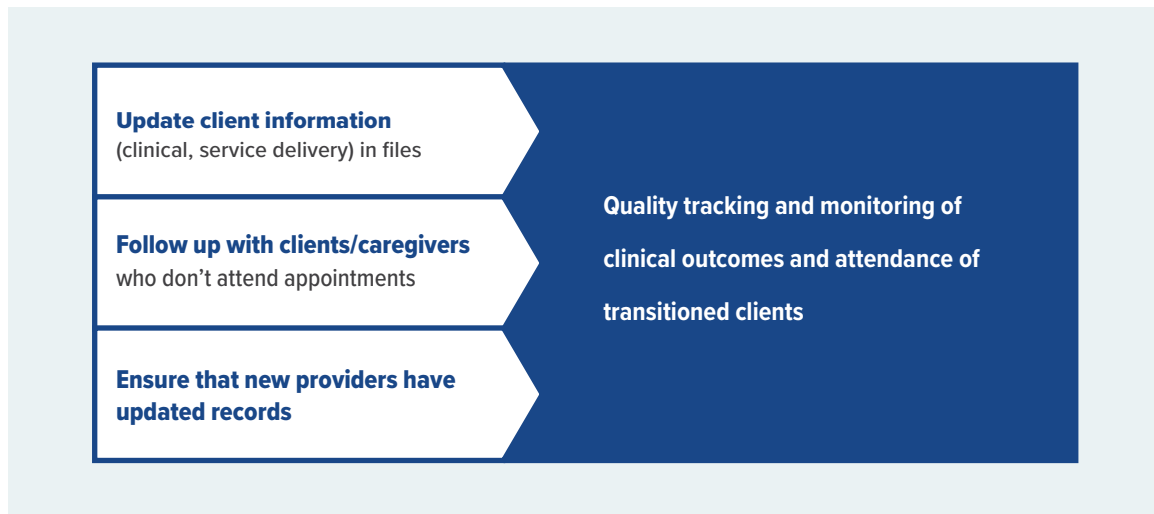 Update client information
(clinical, service delivery) in files
Follow up with clients/caregivers
who don’t attend appointments
Ensure that new providers have
updated records
Quality tracking and monitoring of
clinical outcomes and attendance of
transitioned clients